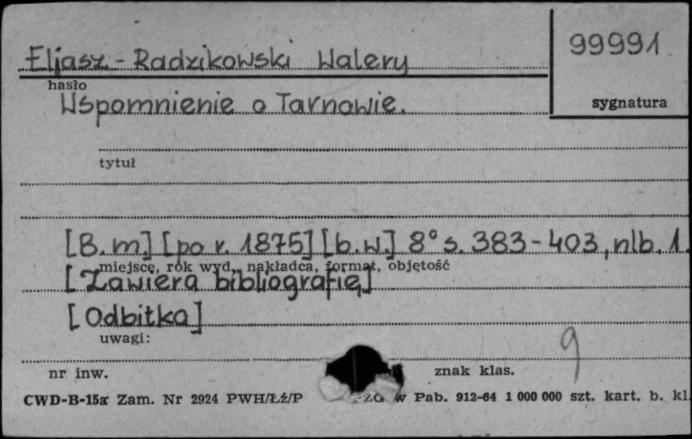 99991
Eljasz-Radzikowski Walery
hasło
Wspomnienie o Tarnowie.
sygnatura
tytuł
[B.m] [po r. 1875] [b.w.] 8° s. 383-403, nlb. 1.
miejsce, rok wyd., nakładca, format, objętość
[Zawiera bibliografię]
[Odbitka]
uwagi:
9
nr inw. znak klas.
CWD-B-15a Zam. Nr 2924 PWH/Łź/P w Pab. 912-64 1 000 000 szt. kart. b. kl.